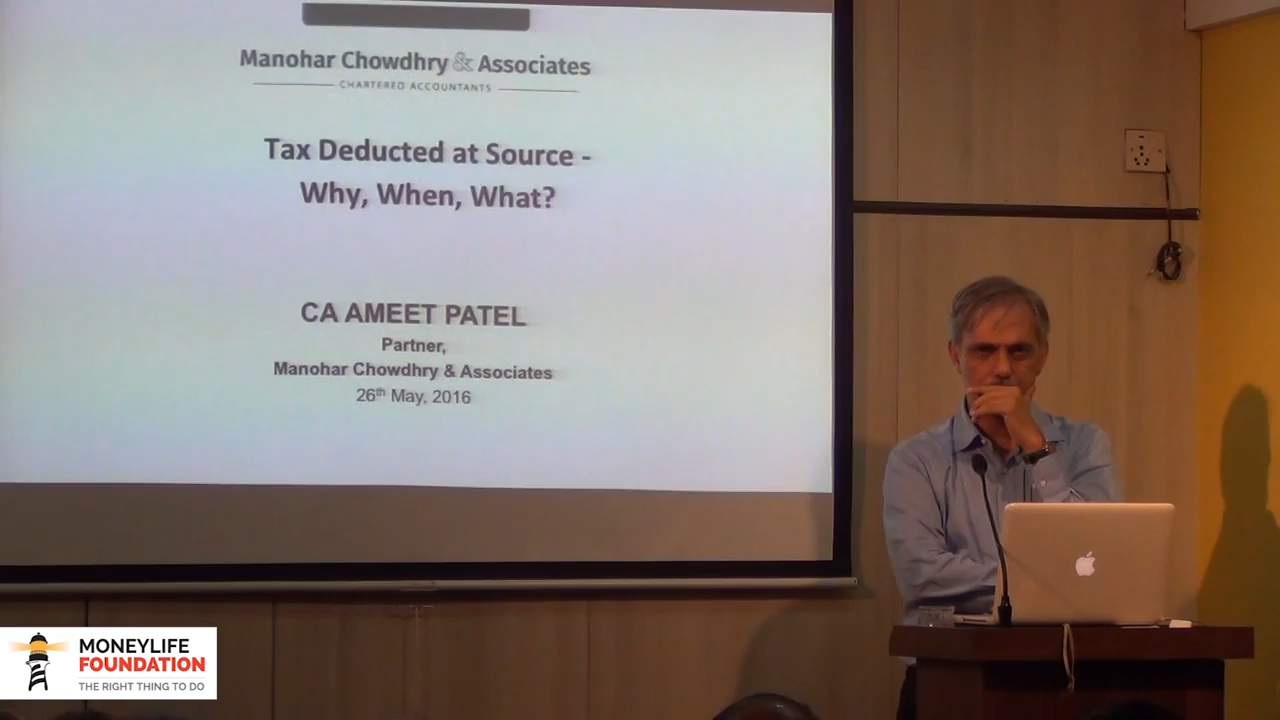 Manohar Chowdhry & Associates
CHARTERED ACCOUNTANTS
Tax Deducted at Source -
Why, When, What?
CA AMEET PATEL
Partner,
Manohar Chowdhry & Associates
26th May, 2016
MONEYLIFE
FOUNDATION
THE RIGHT THING TO DO